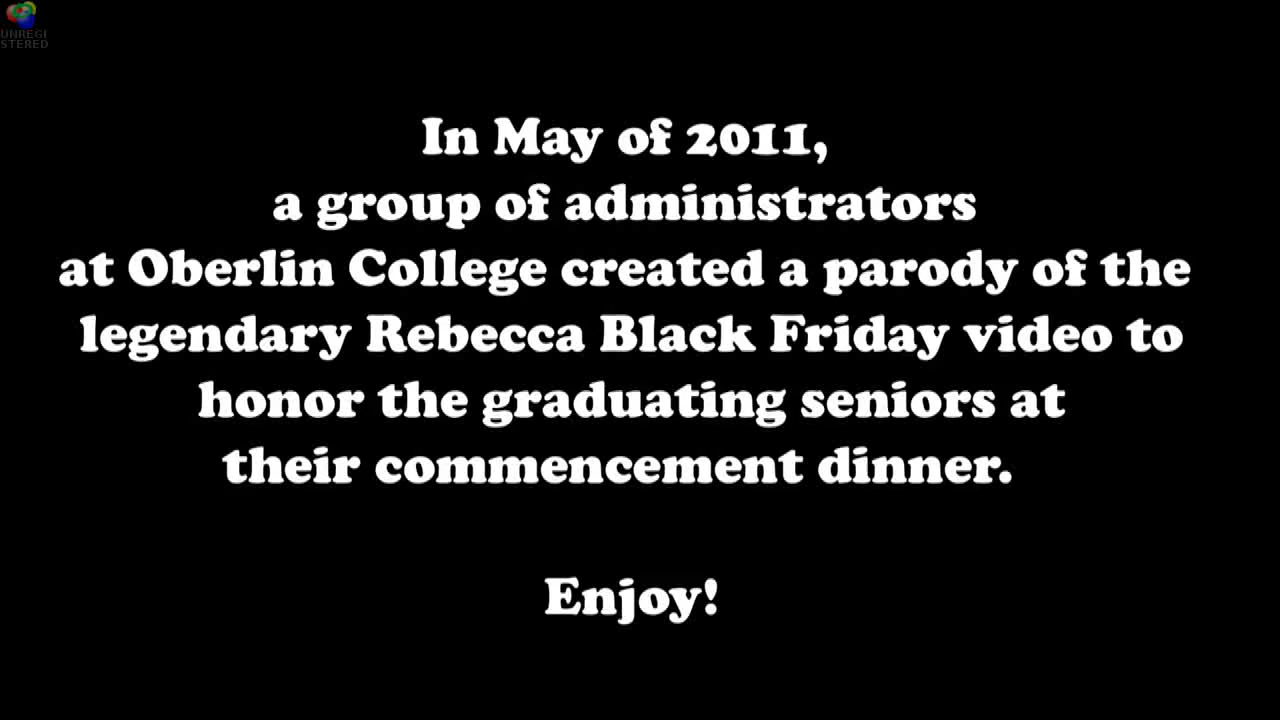 UNREGI
STERED
In May of 2011,
a group of administrators
at Oberlin College created a parody of the
legendary Rebecca Black Friday video to
honor the graduating seniors at
their commencement dinner.
Enjoy!